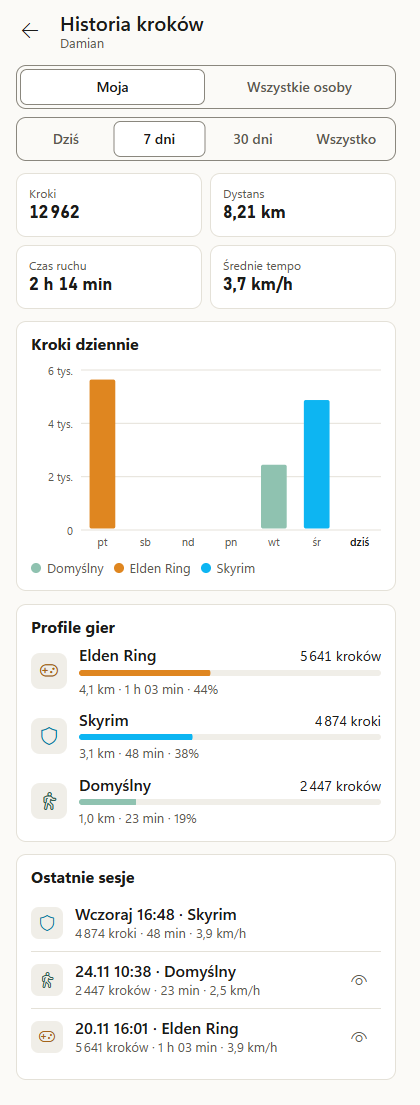 Historia kroków
Damian
Moja
Wszystkie osoby
Dziś
7 dni
30 dni
Wszystko
Kroki
12 962
Dystans
8,21 km
Czas ruchu
2 h 14 min
Średnie tempo
3,7 km/h
Kroki dziennie
6 tys.
4 tys.
2 tys.
0
pt sb nd pn wt śr dziś
Domyślny Elden Ring Skyrim
Profile gier
Elden Ring 5 641 kroków
4,1 km · 1 h 03 min · 44%
Skyrim 4 874 kroki
3,1 km · 48 min · 38%
Domyślny 2 447 kroków
1,0 km · 23 min · 19%
Ostatnie sesje
Wczoraj 16:48 · Skyrim
4 874 kroki · 48 min · 3,9 km/h
24.11 10:38 · Domyślny
2 447 kroków · 23 min · 2,5 km/h
20.11 16:01 · Elden Ring
5 641 kroków · 1 h 03 min · 3,9 km/h